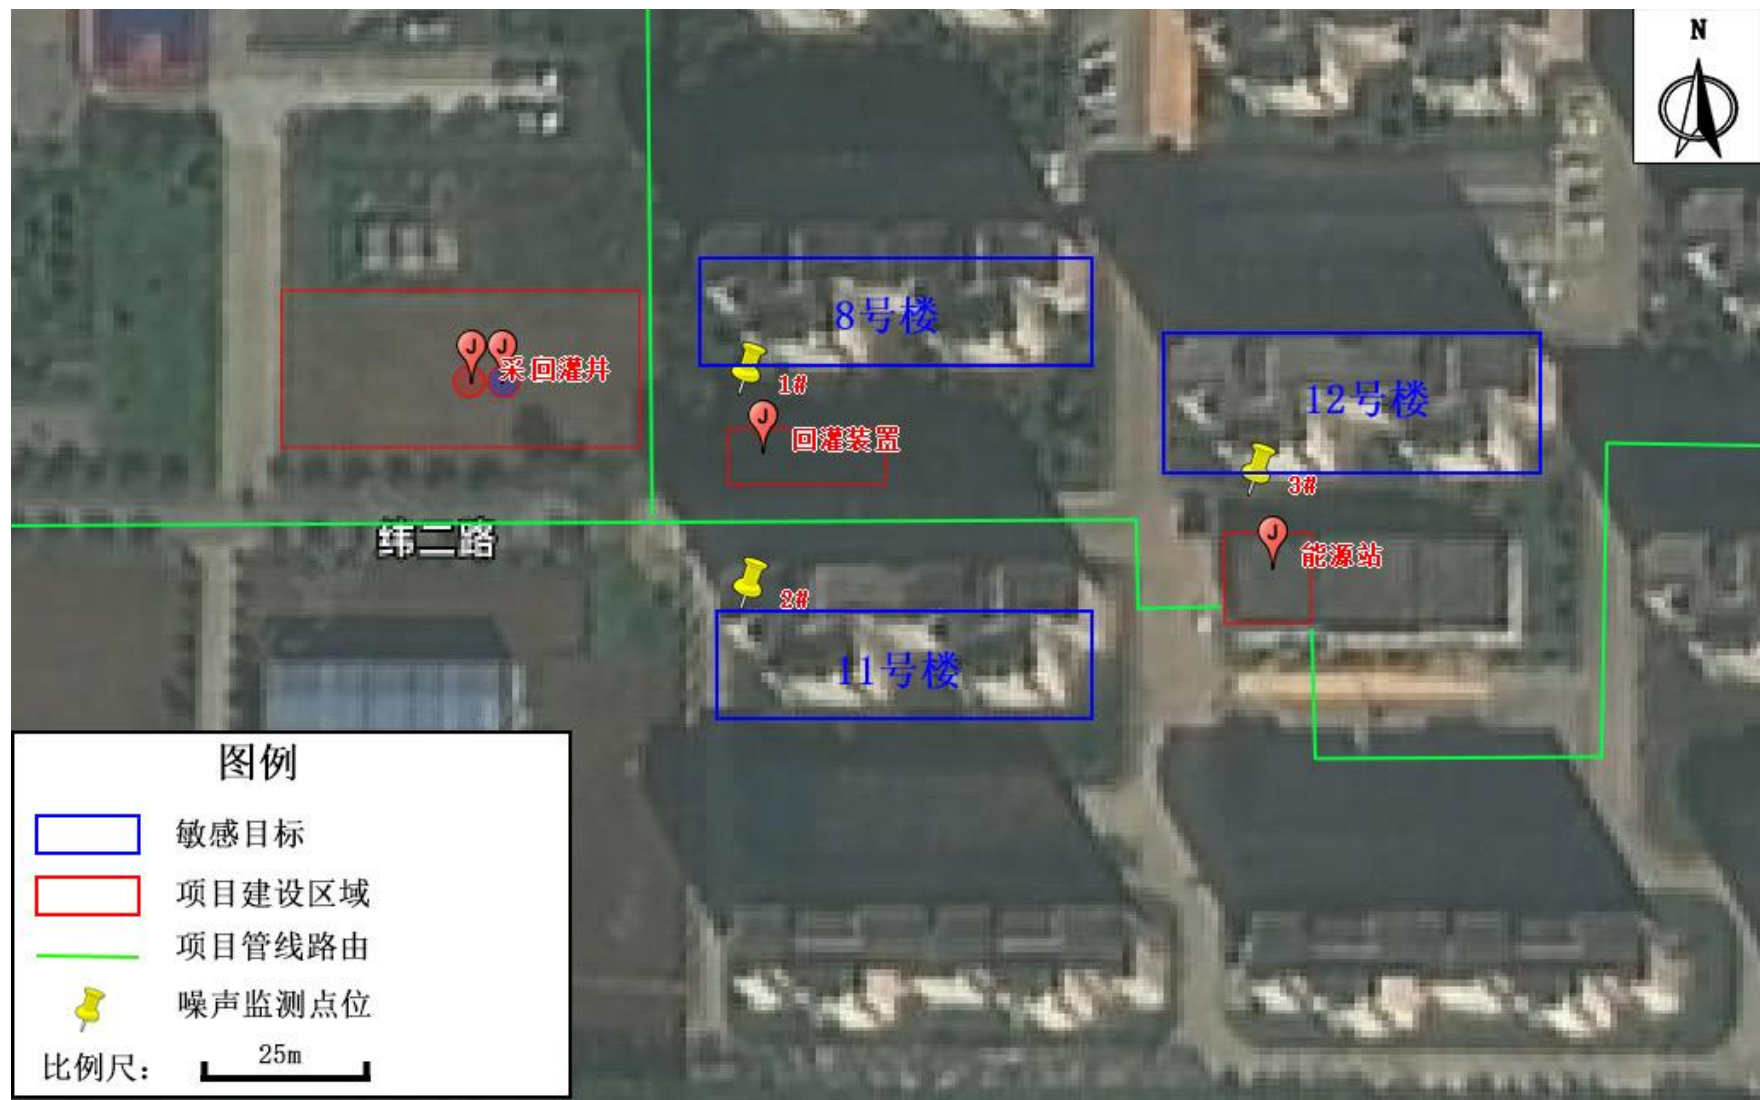 N
8号楼
采回灌井
1#
12号楼
回灌装置
3#
纬二路
能源站
2#
11号楼
图例
敏感目标
项目建设区域
项目管线路由
噪声监测点位
比例尺：
25m